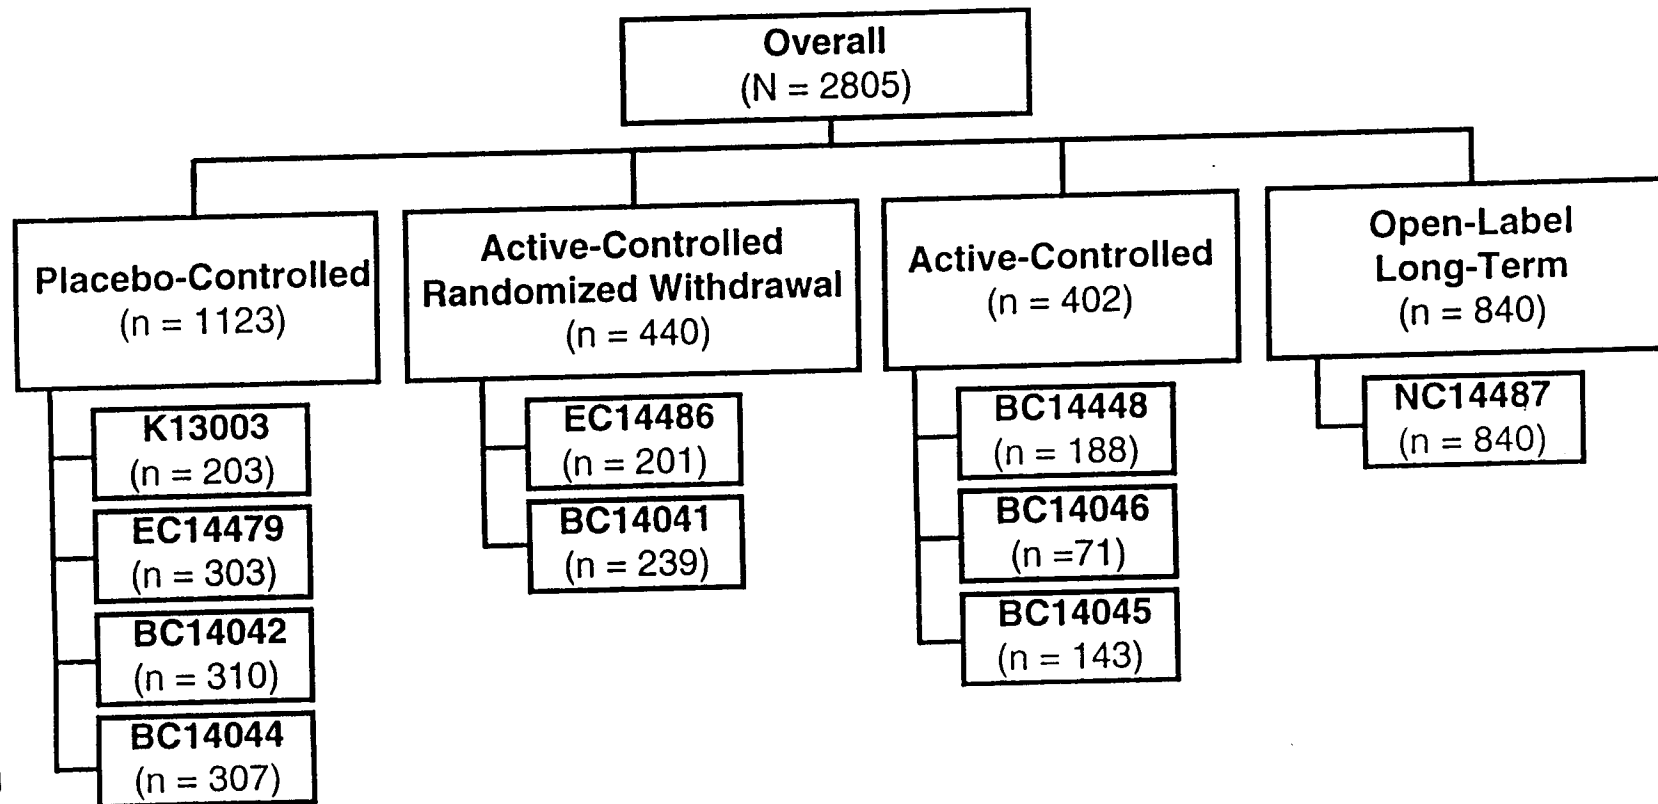 Overall
(N = 2805)
Placebo-Controlled
(n = 1123)
Active-Controlled
Randomized Withdrawal
(n = 440)
Active-Controlled
(n = 402)
Open-Label
Long-Term
(n = 840)
K13003
(n = 203)
EC14479
(n = 303)
BC14042
(n = 310)
BC14044
(n = 307)
EC14486
(n = 201)
BC14041
(n = 239)
BC14448
(n = 188)
BC14046
(n =71)
BC14045
(n = 143)
NC14487
(n = 840)